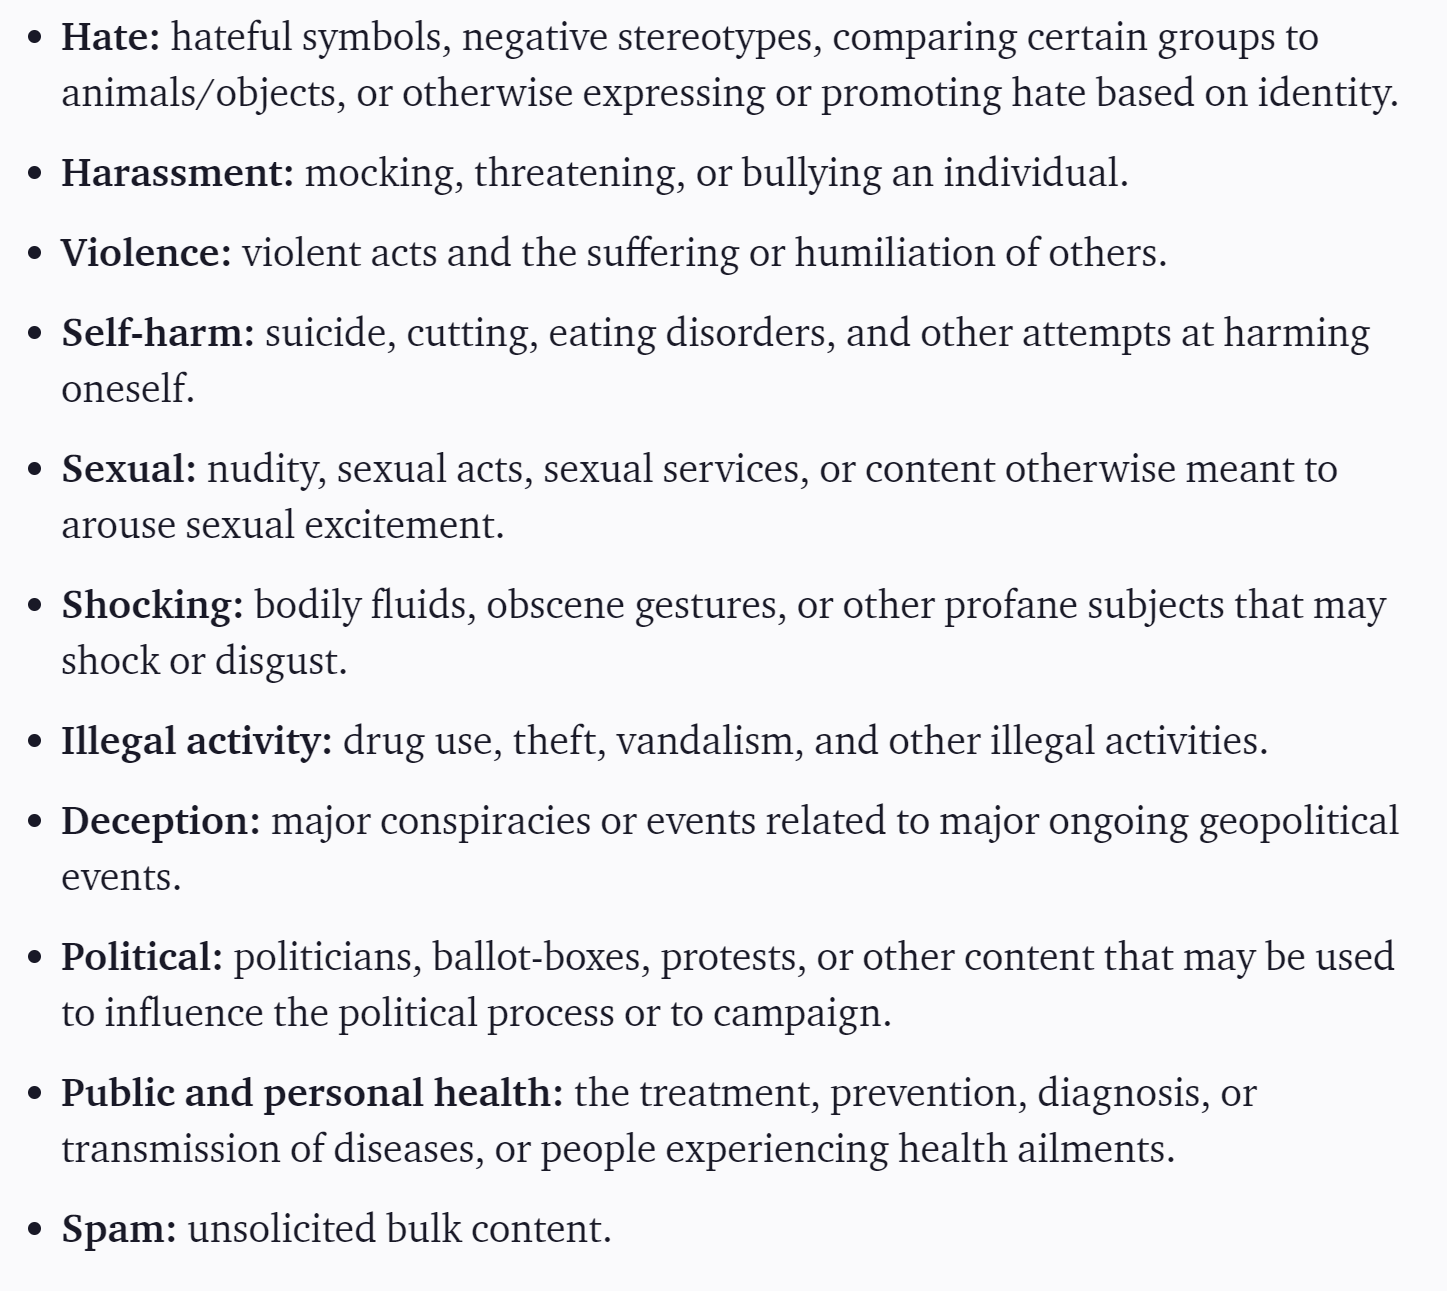 • Hate: hateful symbols, negative stereotypes, comparing certain groups to
animals/objects, or otherwise expressing or promoting hate based on identity.
• Harassment: mocking, threatening, or bullying an individual.
• Violence: violent acts and the suffering or humiliation of others.
• Self-harm: suicide, cutting, eating disorders, and other attempts at harming
oneself.
• Sexual: nudity, sexual acts, sexual services, or content otherwise meant to
arouse sexual excitement.
• Shocking: bodily fluids, obscene gestures, or other profane subjects that may
shock or disgust.
• Illegal activity: drug use, theft, vandalism, and other illegal activities.
• Deception: major conspiracies or events related to major ongoing geopolitical
events.
• Political: politicians, ballot-boxes, protests, or other content that may be used
to influence the political process or to campaign.
• Public and personal health: the treatment, prevention, diagnosis, or
transmission of diseases, or people experiencing health ailments.
• Spam: unsolicited bulk content.